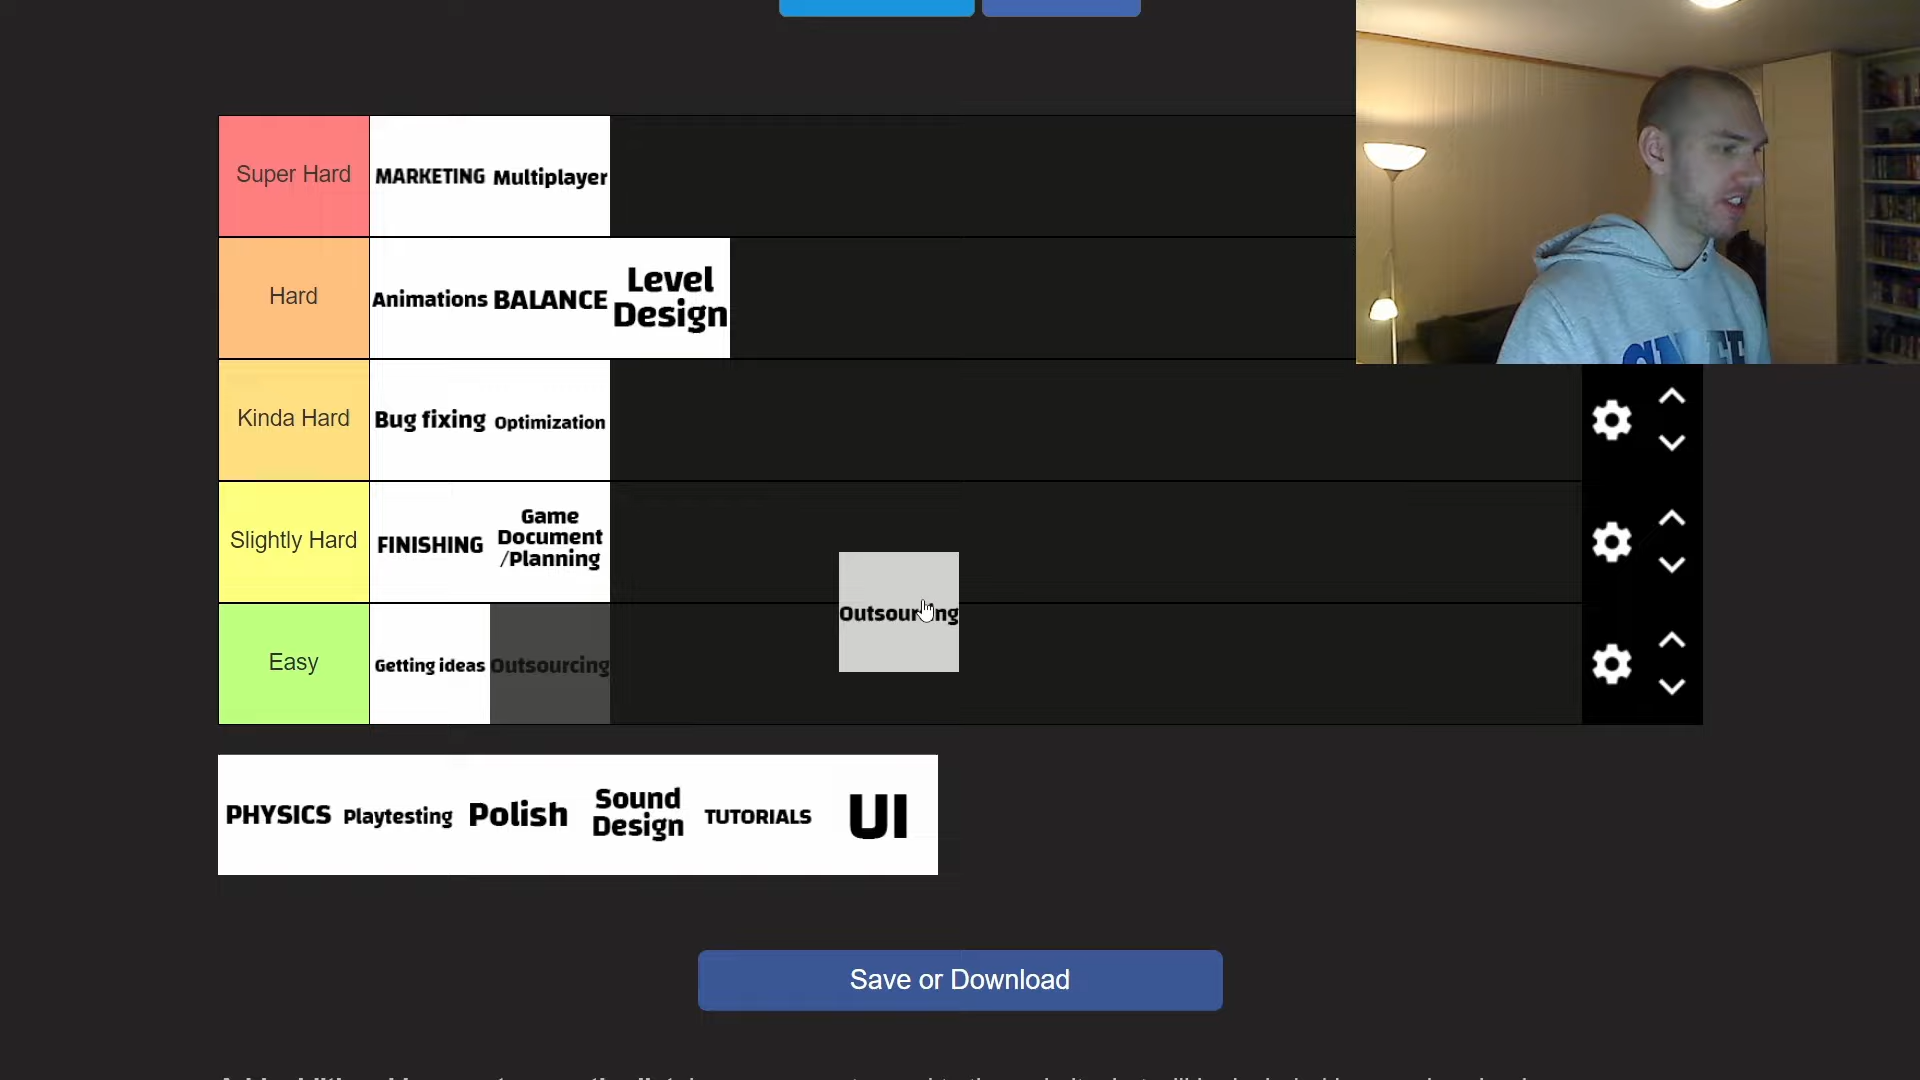 Super Hard
MARKETING
Multiplayer
Hard
Animations
BALANCE
Level
Design
Kinda Hard
Bug fixing
Optimization
Slightly Hard
FINISHING
Game
Document
/Planning
Outsourcing
Easy
Getting ideas
Outsourcing
PHYSICS
Playtesting
Polish
Sound
Design
TUTORIALS
UI
Save or Download